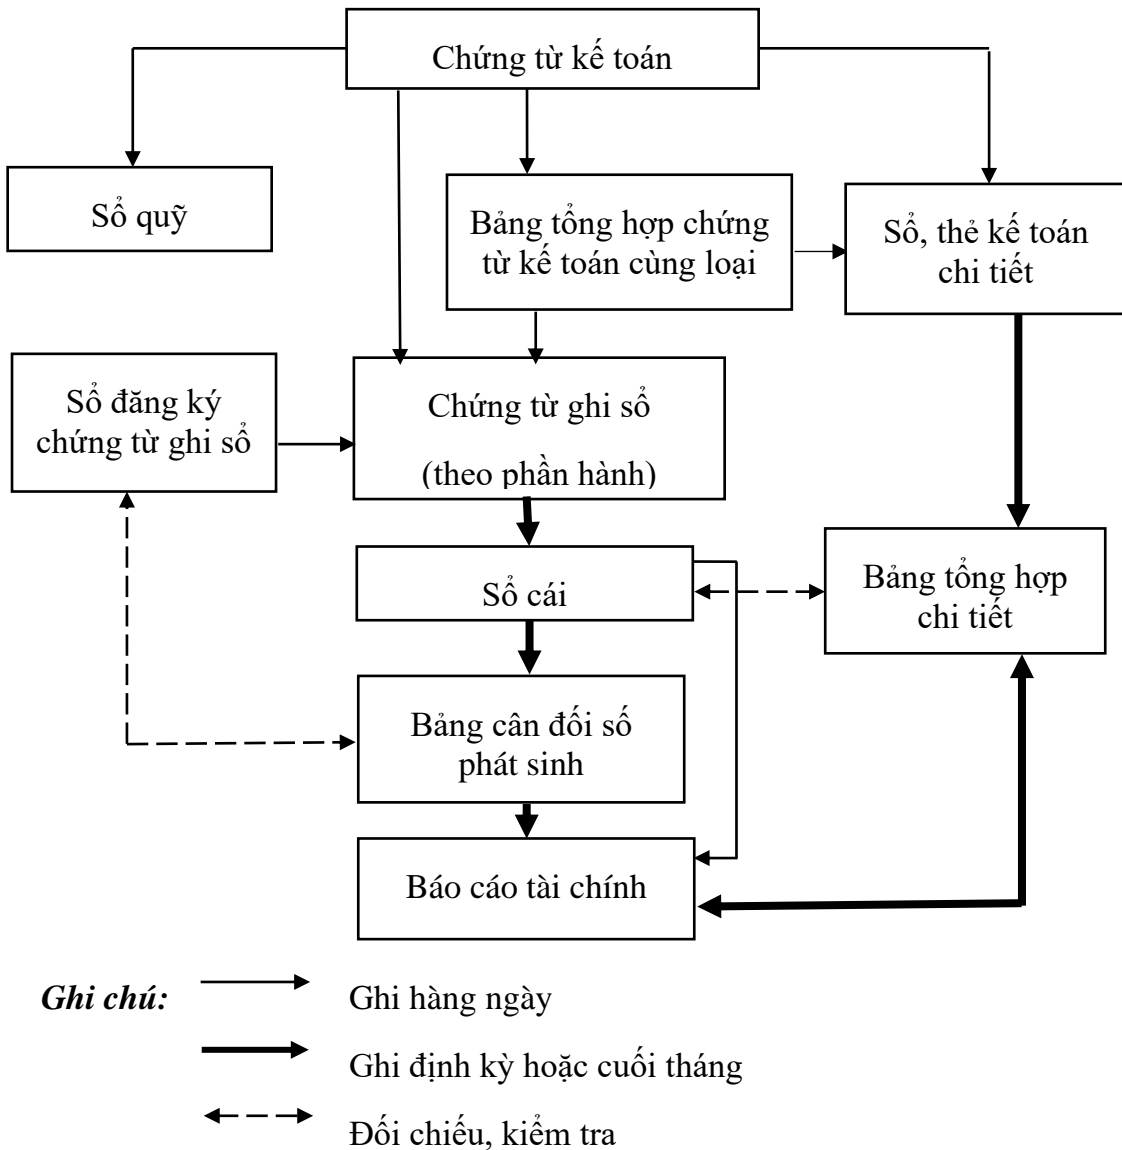 Chứng từ kế toán
Sổ quỹ
Bảng tổng hợp chứng
từ kế toán cùng loại
Sổ, thẻ kế toán
chi tiết
Sổ đăng ký
chứng từ ghi sổ
Chứng từ ghi sổ
(theo phần hành)
Sổ cái
Bảng tổng hợp
chi tiết
Bảng cân đối số
phát sinh
Báo cáo tài chính
Ghi chú:
Ghi hàng ngày
Ghi định kỳ hoặc cuối tháng
Đối chiếu, kiểm tra